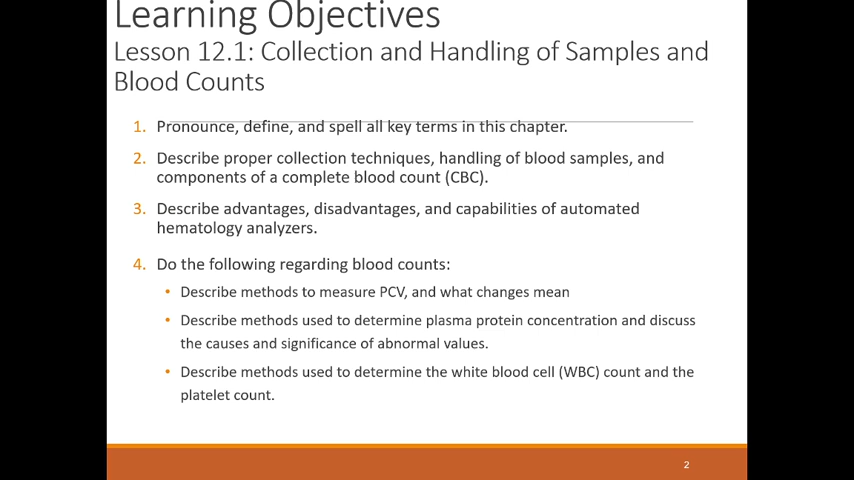 Learning Objectives
Lesson 12.1: Collection and Handling of Samples and
Blood Counts
1. Pronounce, define, and spell all key terms in this chapter.
2. Describe proper collection techniques, handling of blood samples, and
components of a complete blood count (CBC).
3. Describe advantages, disadvantages, and capabilities of automated
hematology analyzers.
4. Do the following regarding blood counts:
• Describe methods to measure PCV, and what changes mean
• Describe methods used to determine plasma protein concentration and discuss
the causes and significance of abnormal values.
• Describe methods used to determine the white blood cell (WBC) count and the
platelet count.
2